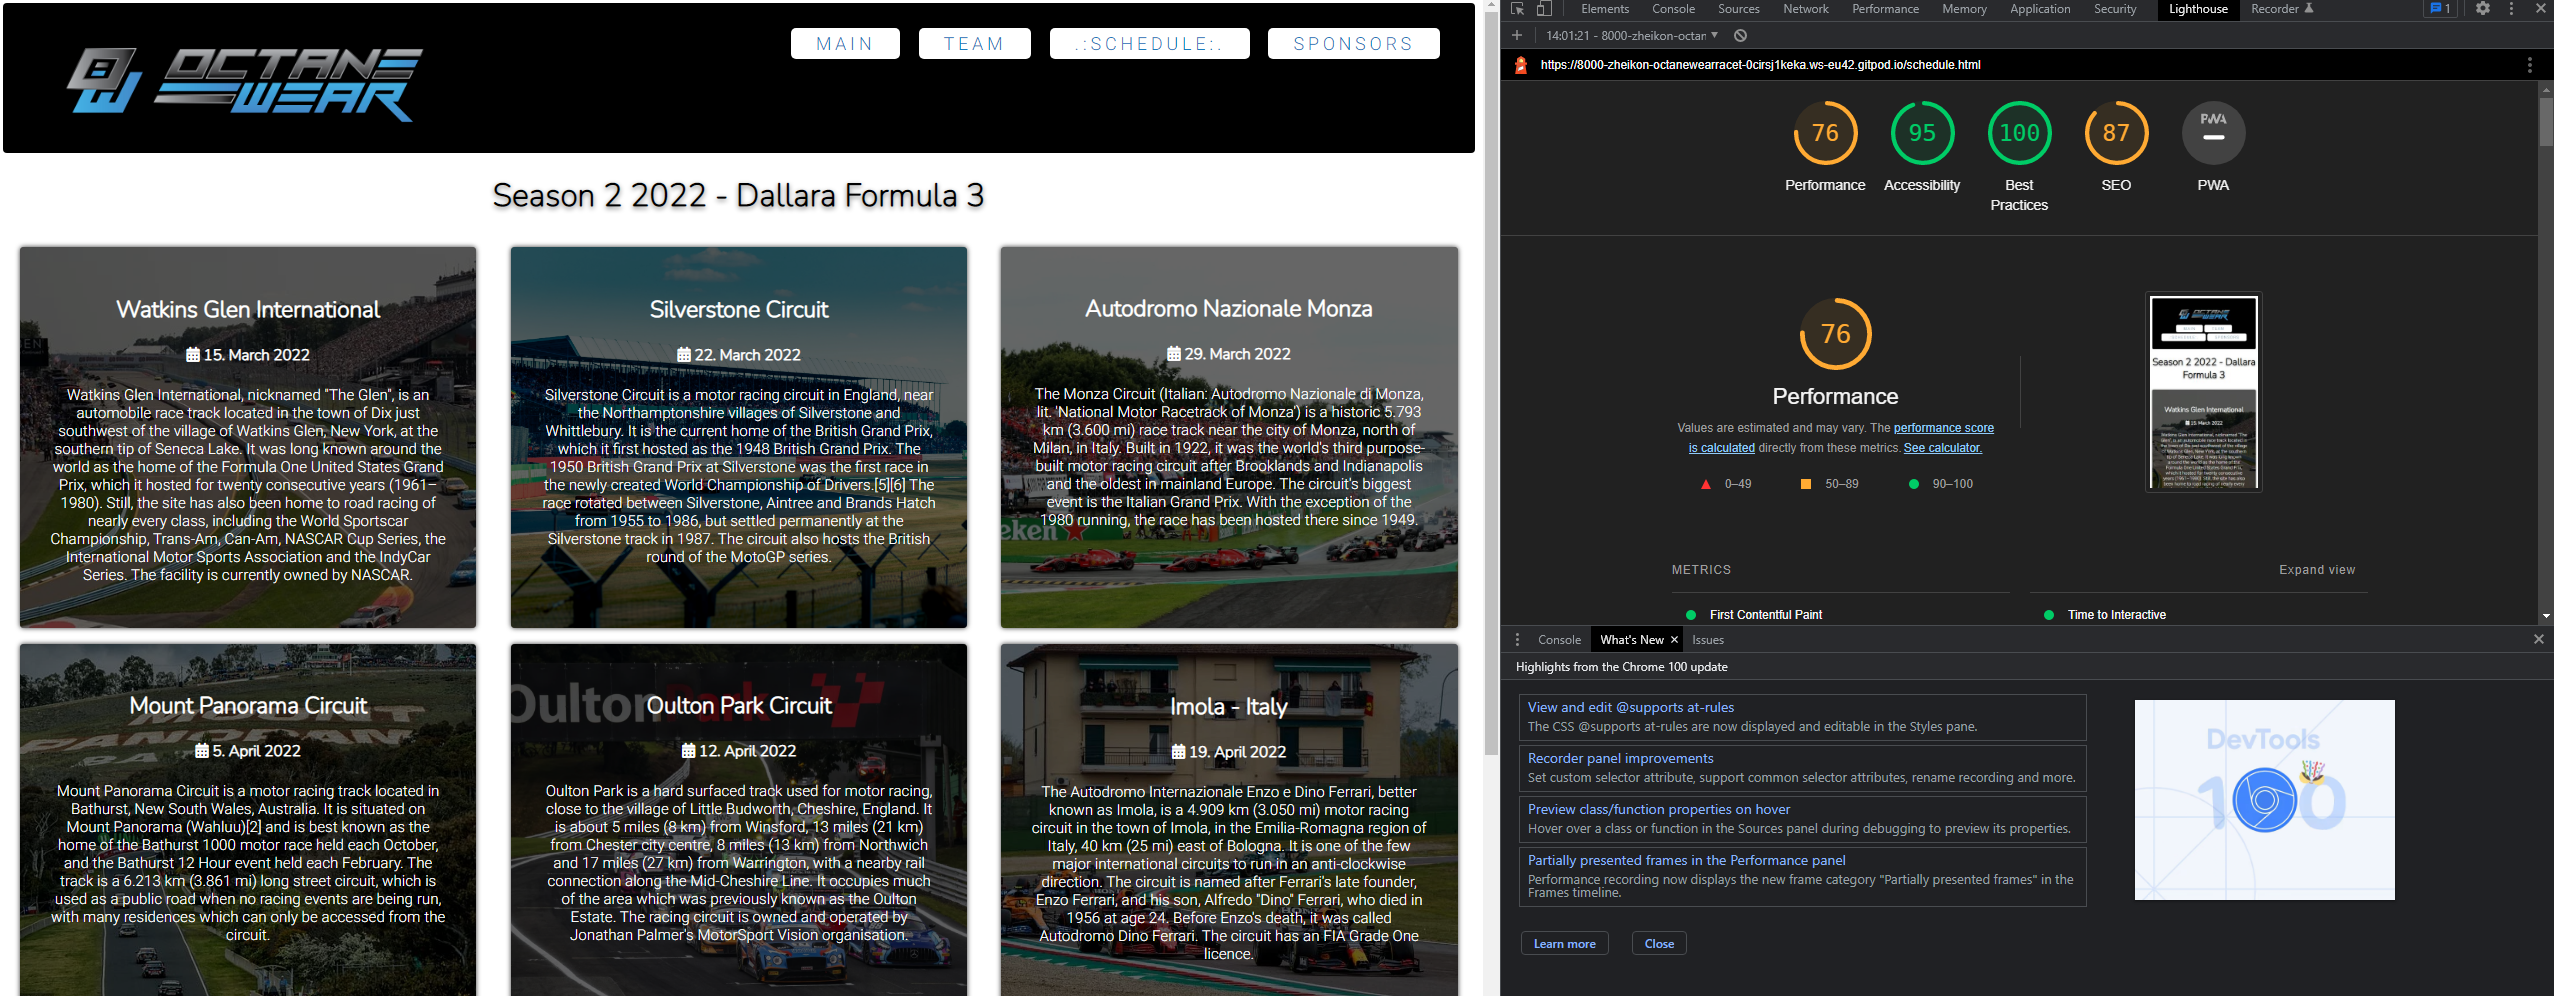 OCTANE
WEAR
MAIN
TEAM
.:SCHEDULE:.
SPONSORS
Season 2 2022 - Dallara Formula 3
Watkins Glen International
15. March 2022
Watkins Glen International, nicknamed "The Glen", is an
automobile race track located in the town of Dix just
southwest of the village of Watkins Glen, New York, at the
southern tip of Seneca Lake. It was long known around the
world as the home of the Formula One United States Grand
Prix, which it hosted for twenty consecutive years (1961–
1980). Still, the site has also been home to road racing of
nearly every class, including the World Sportscar
Championship, Trans-Am, Can-Am, NASCAR Cup Series, the
International Motor Sports Association and the IndyCar
Series. The facility is currently owned by NASCAR.
Silverstone Circuit
22. March 2022
Silverstone Circuit is a motor racing circuit in England, near
the Northamptonshire villages of Silverstone and
Whittlebury. It is the current home of the British Grand Prix,
which it first hosted as the 1948 British Grand Prix. The
1950 British Grand Prix at Silverstone was the first race in
the newly created World Championship of Drivers.[5][6] The
race rotated between Silverstone, Aintree and Brands Hatch
from 1955 to 1986, but settled permanently at the
Silverstone track in 1987. The circuit also hosts the British
round of the MotoGP series.
Autodromo Nazionale Monza
29. March 2022
The Monza Circuit (Italian: Autodromo Nazionale di Monza,
lit. 'National Motor Racetrack of Monza') is a historic 5.793
km (3.600 mi) race track near the city of Monza, north of
Milan, in Italy. Built in 1922, it was the world's third purpose-
built motor racing circuit after Brooklands and Indianapolis
and the oldest in mainland Europe. The circuit's biggest
event is the Italian Grand Prix. With the exception of the
1980 running, the race has been hosted there since 1949.
eken
Mount Panorama Circuit
5. April 2022
Mount Panorama Circuit is a motor racing track located in
Bathurst, New South Wales, Australia. It is situated on
Mount Panorama (Wahluu)[2] and is best known as the
home of the Bathurst 1000 motor race held each October,
and the Bathurst 12 Hour event held each February. The
track is a 6.213 km (3.861 mi) long street circuit, which is
used as a public road when no racing events are being run,
with many residences which can only be accessed from the
circuit.
MOUNT
PANORAMA
Oulton Park Circuit
12. April 2022
Oulton Park is a hard surfaced track used for motor racing,
close to the village of Little Budworth, Cheshire, England. It
is about 5 miles (8 km) from Winsford, 13 miles (21 km)
from Chester city centre, 8 miles (13 km) from Northwich
and 17 miles (27 km) from Warrington, with a nearby rail
connection along the Mid-Cheshire Line. It occupies much
of the area which was previously known as the Oulton
Estate. The racing circuit is owned and operated by
Jonathan Palmer's MotorSport Vision organisation.
Oulton Park
Imola - Italy
19. April 2022
The Autodromo Internazionale Enzo e Dino Ferrari, better
known as Imola, is a 4.909 km (3.050 mi) motor racing
circuit in the town of Imola, in the Emilia-Romagna region of
Italy, 40 km (25 mi) east of Bologna. It is one of the few
major international circuits to run in an anti-clockwise
direction. The circuit is named after Ferrari's late founder,
Enzo Ferrari, and his son, Alfredo "Dino" Ferrari, who died in
1956 at age 24. Before Enzo's death, it was called
Autodromo Dino Ferrari. The circuit has an FIA Grade One
licence.
Elements Console Sources Network Performance Memory Application Security Lighthouse Recorder 1
14:01:21 - 8000-zheikon-octan
https://8000-zheikon-octanewearracet-0cirsj1keka.ws-eu42.gitpod.io/schedule.html
76
Performance
95
Accessibility
100
Best
Practices
87
SEO
PWA
PWA
76
Performance
Values are estimated and may vary. The performance score
is calculated directly from these metrics. See calculator.
0–49
50–89
90–100
Season 2 2022 - Dallara
Formula 3
Watkins Glen International
15. March 2022
METRICS
Expand view
First Contentful Paint
Time to Interactive
Console What's New Issues
Highlights from the Chrome 100 update
View and edit @supports at-rules
The CSS @supports at-rules are now displayed and editable in the Styles pane.
Recorder panel improvements
Set custom selector attribute, support common selector attributes, rename recording and more.
Preview class/function properties on hover
Hover over a class or function in the Sources panel during debugging to preview its properties.
Partially presented frames in the Performance panel
Performance recording now displays the new frame category "Partially presented frames" in the
Frames timeline.
Learn more
Close
DevTools
100